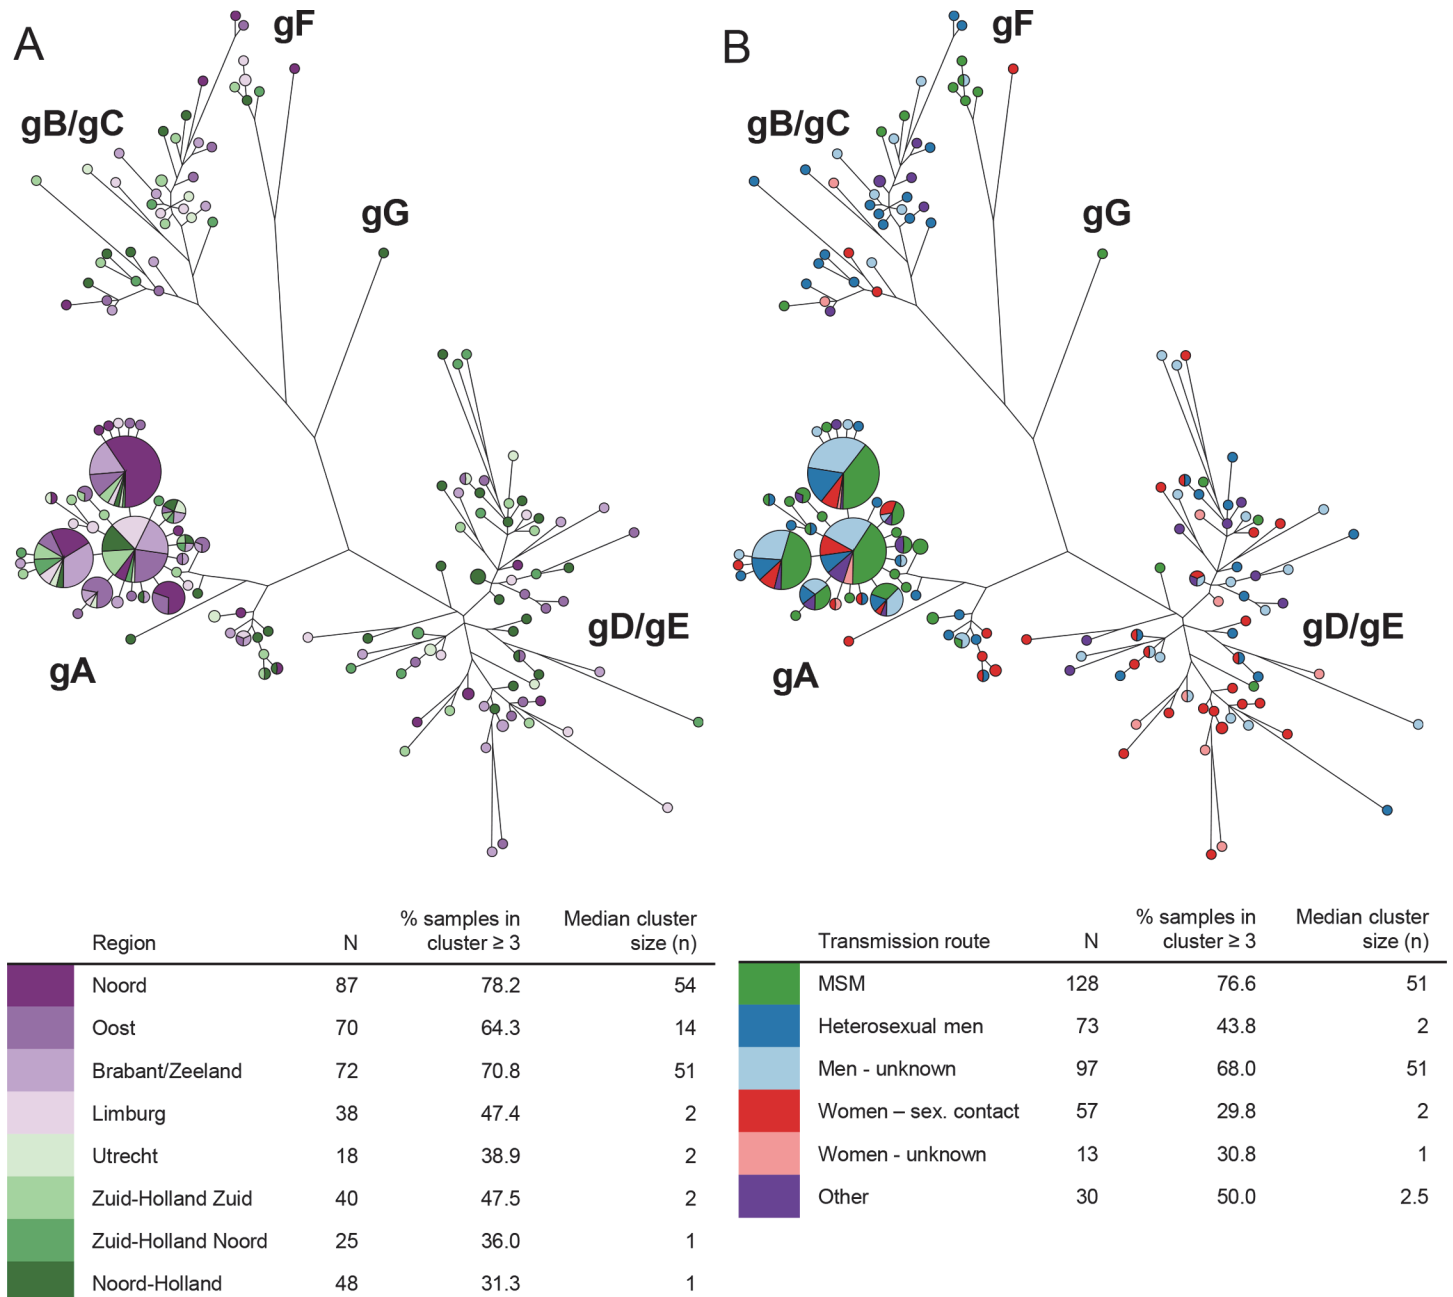 A
gF
gB/gC
gG
gA
gD/gE
B
gF
gB/gC
gG
gA
gD/gE
Region N % samples in cluster ≥ 3 Median cluster size (n)
Noord 87 78.2 54
Oost 70 64.3 14
Brabant/Zeeland 72 70.8 51
Limburg 38 47.4 2
Utrecht 18 38.9 2
Zuid-Holland Zuid 40 47.5 2
Zuid-Holland Noord 25 36.0 1
Noord-Holland 48 31.3 1
Transmission route N % samples in cluster ≥ 3 Median cluster size (n)
MSM 128 76.6 51
Heterosexual men 73 43.8 2
Men - unknown 97 68.0 51
Women – sex. contact 57 29.8 2
Women - unknown 13 30.8 1
Other 30 50.0 2.5